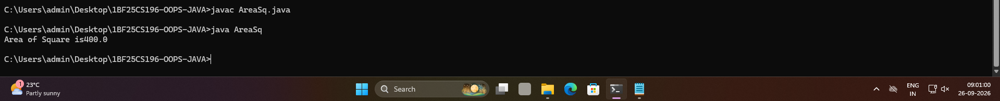 C:\Users\admin\Desktop\1BF25CS196-OOPS-JAVA>javac AreaSq.java
C:\Users\admin\Desktop\1BF25CS196-OOPS-JAVA>java AreaSq
Area of Square is400.0
C:\Users\admin\Desktop\1BF25CS196-OOPS-JAVA>
1
23°C
Partly sunny
Search
ENG
IN
09:01:00
26-09-2026